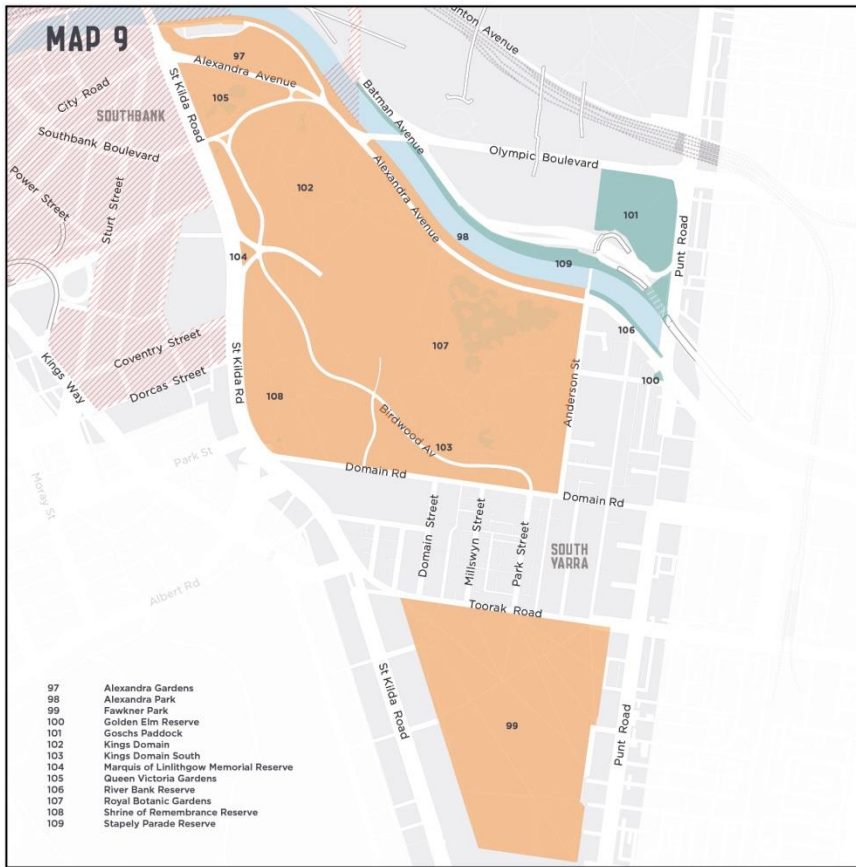 MAP 9
ghton Avenue
97
Alexandra Avenue
St Kilda Road
City Road
105
SOUTHBANK
Batman Avenue
Southbank Boulevard
Olympic Boulevard
Power Street
Sturt Street
102
Alexandra Avenue
101
98
Punt Road
104
109
106
Coventry Street
St Kilda Rd
107
Kings Way
Dorcas Street
Anderson St
100
108
Birdwood Av
103
Park St
Domain Rd
Moray St
Domain Rd
Domain Street
Millswyn Street
Park Street
SOUTH
YARRA
Albert Rd
Toorak Road
St Kilda Road
99
Punt Road
97 Alexandra Gardens
98 Alexandra Park
99 Fawkner Park
100 Golden Elm Reserve
101 Goschs Paddock
102 Kings Domain
103 Kings Domain South
104 Marquis of Linlithgow Memorial Reserve
105 Queen Victoria Gardens
106 River Bank Reserve
107 Royal Botanic Gardens
108 Shrine of Remembrance Reserve
109 Stapely Parade Reserve